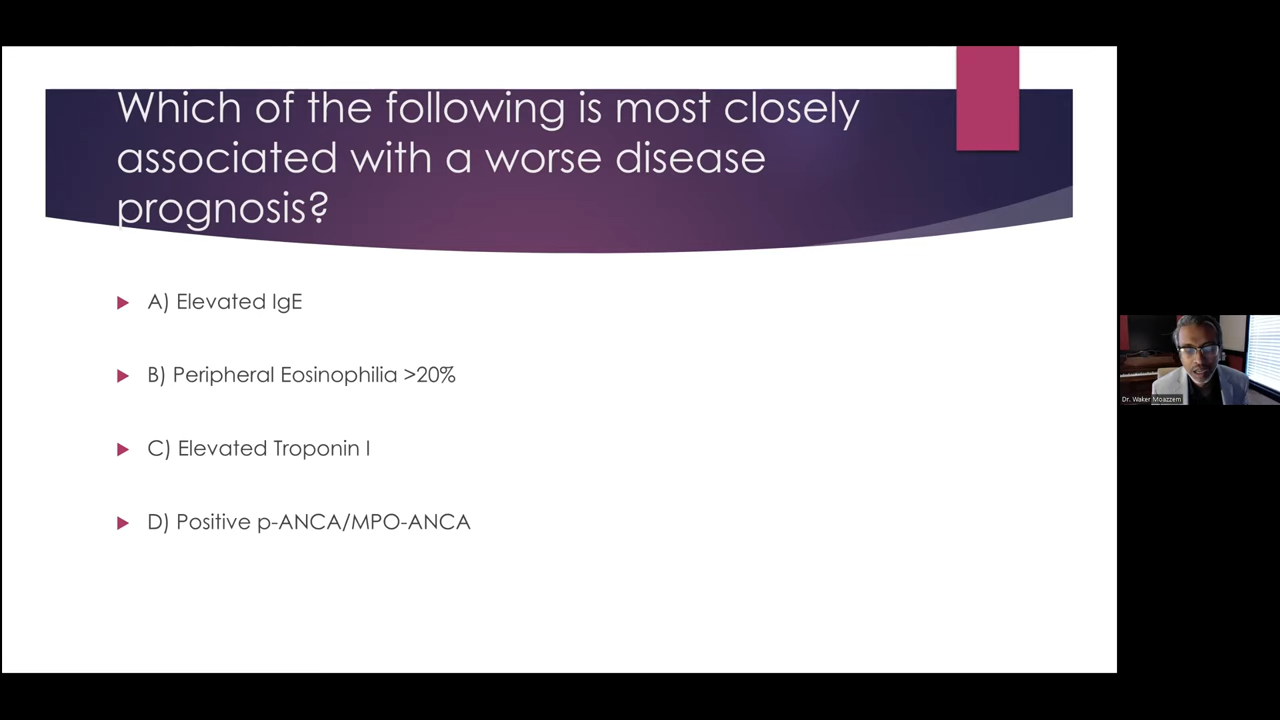 Which of the following is most closely
associated with a worse disease
prognosis?
A) Elevated IgE
B) Peripheral Eosinophilia >20%
C) Elevated Troponin I
D) Positive p-ANCA/MPO-ANCA
Dr. Waker Moazzem